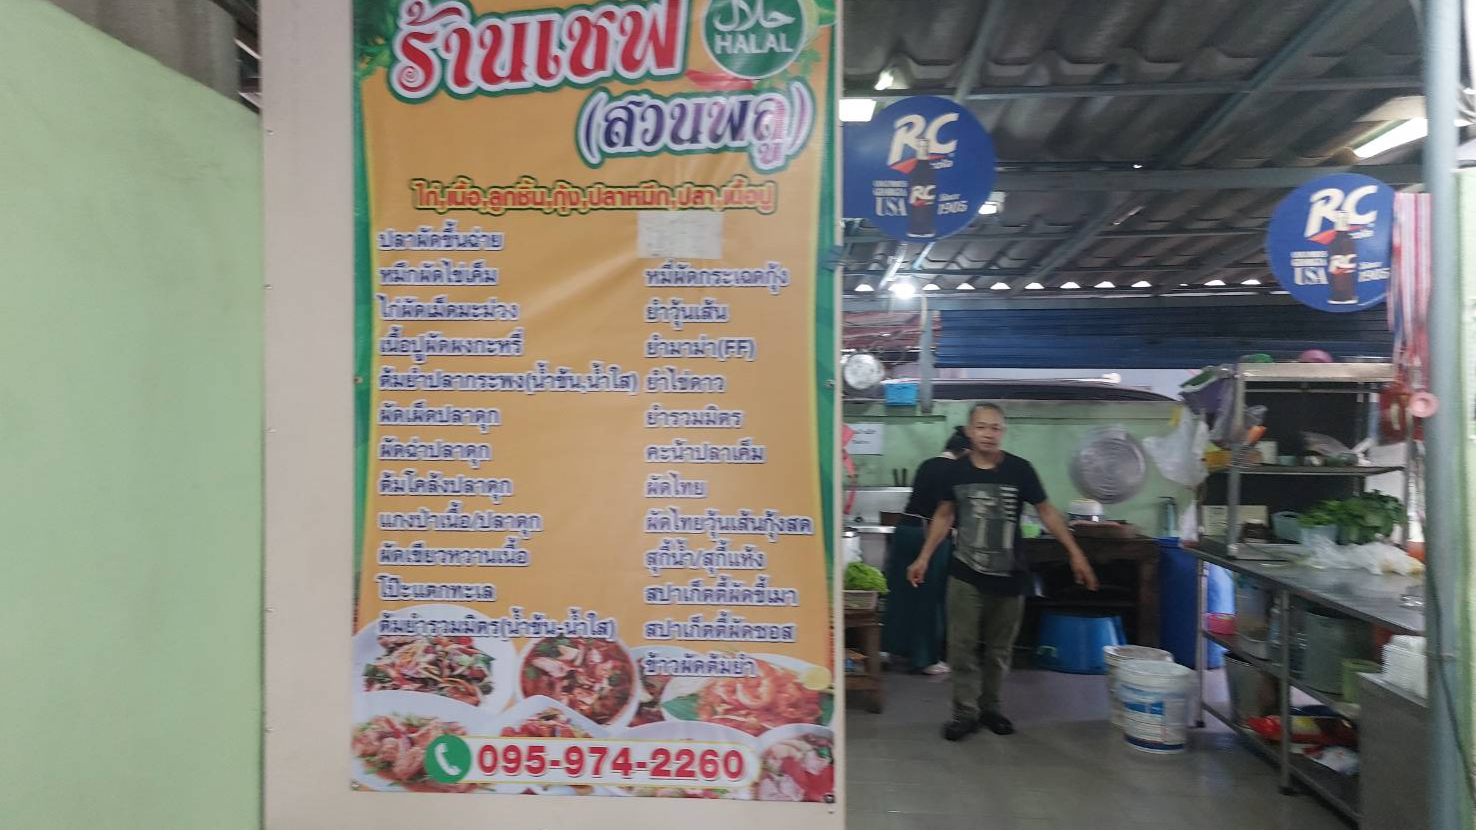 ร้านเชฟ
حلال
HALAL
(สวนพลู)
ไก่,เนื้อ,ลูกชิ้น,กุ้ง,ปลาหมึก,ปลา,เนื้อปู
ปลาผัดขึ้นฉ่าย
หมึกผัดไข่เค็ม
ไก่ผัดเม็ดมะม่วง
เนื้อปูผัดผงกะหรี่
ต้มยำปลากระพง(น้ำข้น,น้ำใส)
ผัดเผ็ดปลาดุก
ผัดฉ่าปลาดุก
ต้มโคล้งปลาดุก
แกงป่าเนื้อ/ปลาดุก
ผัดเขียวหวานเนื้อ
โป๊ะแตกทะเล
ต้มยำรวมมิตร(น้ำข้น-น้ำใส)
หมี่ผัดกระเฉดกุ้ง
ยำวุ้นเส้น
ยำมาม่า(FF)
ยำไข่ดาว
ยำรวมมิตร
คะน้าปลาเค็ม
ผัดไทย
ผัดไทยวุ้นเส้นกุ้งสด
สุกี้น้ำ/สุกี้แห้ง
สปาเก็ตตี้ผัดขี้เมา
สปาเก็ตตี้ผัดซอส
ข้าวผัดต้มยำ
095-974-2260
RC
RC
USA
Since
1905
RC
RC
USA
Since
1905